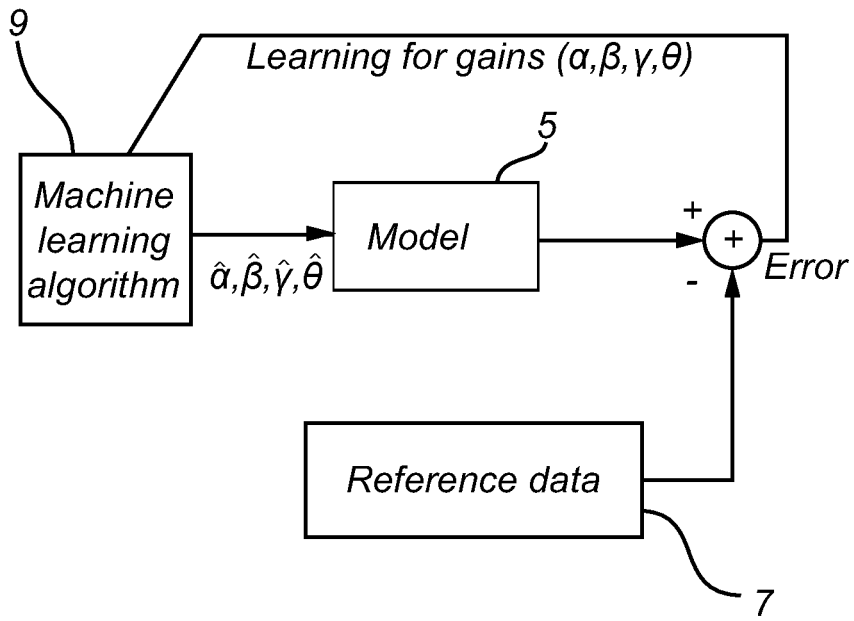 9
Learning for gains (α,β,γ,θ)
5
Machine
learning
algorithm
Model
α̂,β̂,γ̂,θ̂
+
+
-
Error
Reference data
7